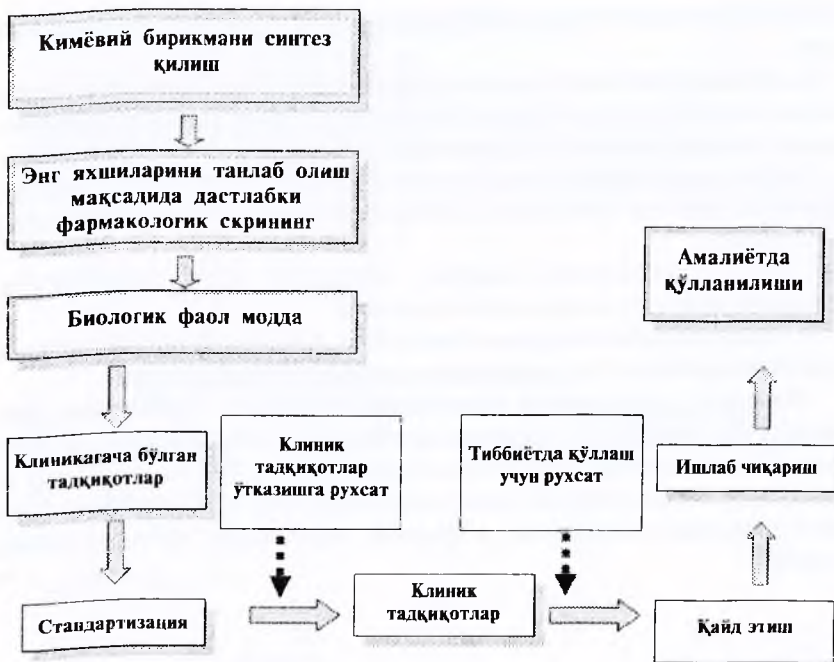 Кимёвий бирикмани синтез
қилиш
Энг яхшиларини танлаб олиш
мақсадида дастлабки
фармакологик скрининг
Биологик фаол модда
Клиникагача бўлган
тадқиқотлар
Стандартизация
Клиник
тадқиқотлар
ўтказишга рухсат
Клиник
тадқиқотлар
Тиббиётда қўллаш
учун рухсат
Қайд этиш
Ишлаб чиқариш
Амалиётда
қўлланилиши